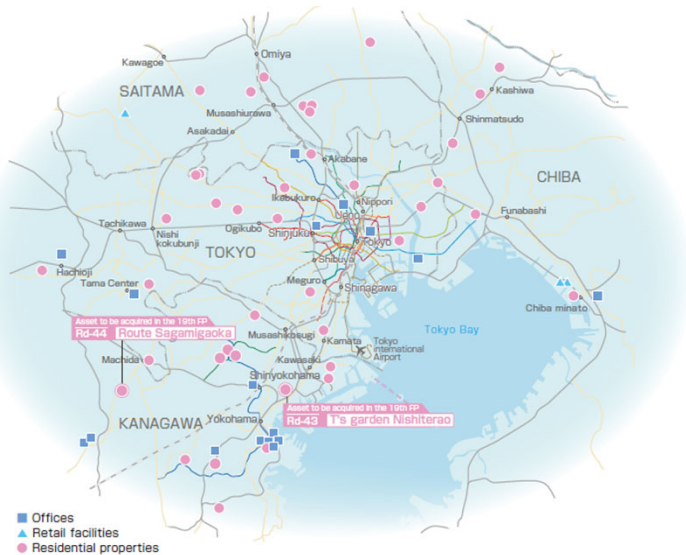 Omiya
Kawagoe
Kashiwa
SAITAMA
Musashiurawa
Shinmatsudo
Asakadai
Akabane
CHIBA
Ikebukuro
Nippori
Ueno
Funabashi
Tachikawa
Ogikubo
Shinjuku
Nishi
kokubunji
Tokyo
TOKYO
Shibuya
Hachioji
Tama Center
Meguro
Shinagawa
Chiba minato
Asset to be acquired in the 19th FP
Rd-44 Route Sagamigaoka
Musashikosugi
Tokyo Bay
Kamata
Tokyo
International
Airport
Machida
Kawasaki
Shinyokohama
Asset to be acquired in the 19th FP
Rd-43 T's garden Nishiterao
KANAGAWA
Yokohama
Offices
Retail facilities
Residential properties